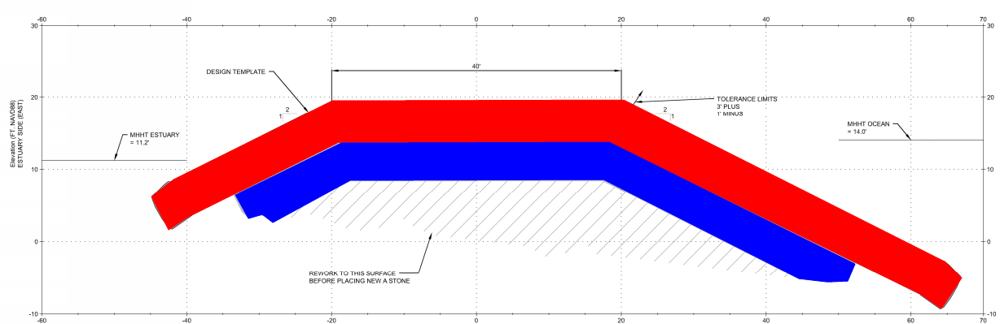 -60 -40 -20 0 20 40 60 70
30 30
40'
DESIGN TEMPLATE
20 20
TOLERANCE LIMITS
3' PLUS
1' MINUS
2
1
2
1
MHHT OCEAN
= 14.0'
MHHT ESTUARY
= 11.2'
Elevation (FT. NAVD88)
ESTUARY SIDE (EAST)
10 10
0 0
REWORK TO THIS SURFACE
BEFORE PLACING NEW A STONE
-10 -10
-60 -40 -20 0 20 40 60 70